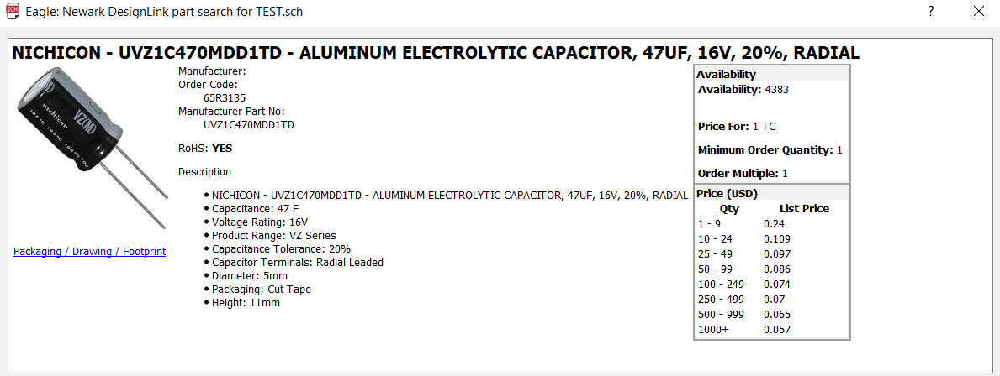 Eagle: Newark DesignLink part search for TEST.sch
NICHICON - UVZ1C470MDD1TD - ALUMINUM ELECTROLYTIC CAPACITOR, 47UF, 16V, 20%, RADIAL
nichicon
VZ(M)
105°C 105°C 105°C 105
Manufacturer:
Order Code:
65R3135
Manufacturer Part No:
UVZ1C470MDD1TD
RoHS: YES
Description
• NICHICON - UVZ1C470MDD1TD - ALUMINUM ELECTROLYTIC CAPACITOR, 47UF, 16V, 20%, RADIAL
• Capacitance: 47 F
• Voltage Rating: 16V
• Product Range: VZ Series
• Capacitance Tolerance: 20%
• Capacitor Terminals: Radial Leaded
• Diameter: 5mm
• Packaging: Cut Tape
• Height: 11mm
Packaging / Drawing / Footprint
Availability
Availability: 4383
Price For: 1 TC
Minimum Order Quantity: 1
Order Multiple: 1
Price (USD)
Qty List Price
1 - 9 0.24
10 - 24 0.109
25 - 49 0.097
50 - 99 0.086
100 - 249 0.074
250 - 499 0.07
500 - 999 0.065
1000+ 0.057